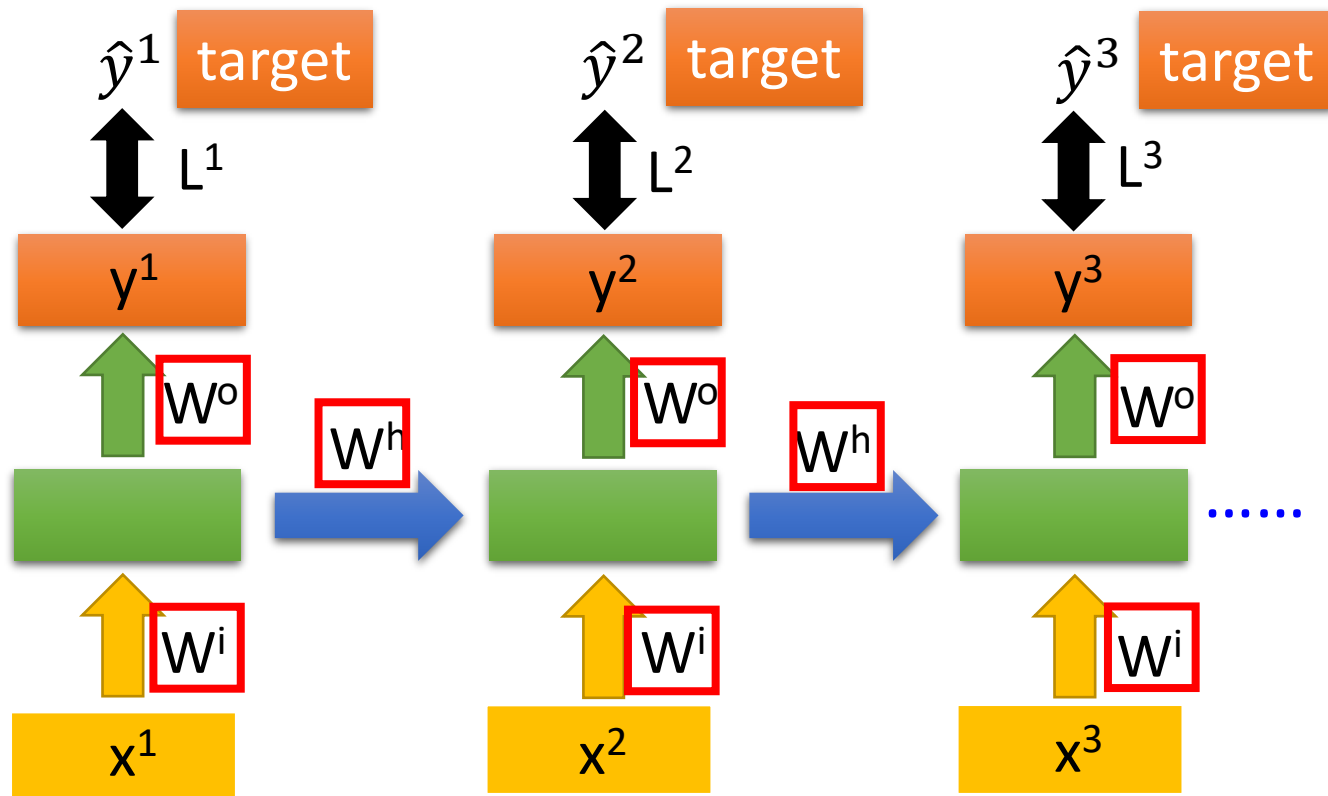 ŷ¹ target ŷ² target ŷ³ target
L¹ L² L³
y¹ y² y³
Wᵒ Wᵒ Wᵒ
Wʰ Wʰ
......
Wⁱ Wⁱ Wⁱ
x¹ x² x³